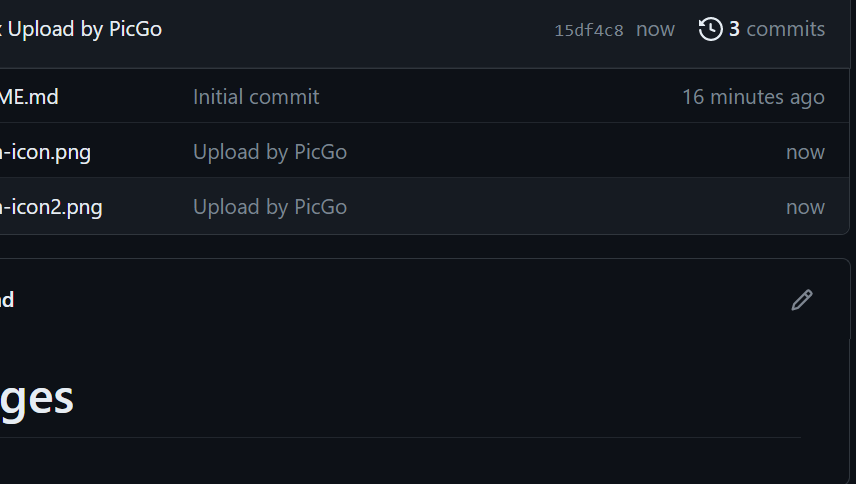 Upload by PicGo 15df4c8 now 3 commits
ME.md Initial commit 16 minutes ago
-icon.png Upload by PicGo now
-icon2.png Upload by PicGo now
d
ges